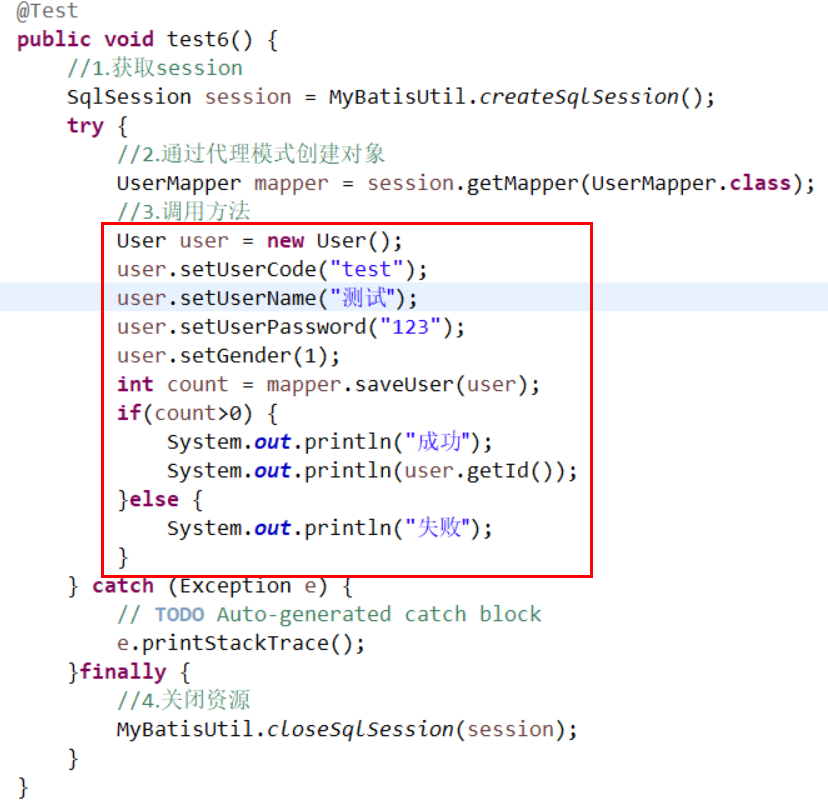 @Test
public void test6() {
//1.获取session
SqlSession session = MyBatisUtil.createSqlSession();
try {
//2.通过代理模式创建对象
UserMapper mapper = session.getMapper(UserMapper.class);
//3.调用方法
User user = new User();
user.setUserCode("test");
user.setUserName("测试");
user.setUserPassword("123");
user.setGender(1);
int count = mapper.saveUser(user);
if(count>0) {
System.out.println("成功");
System.out.println(user.getId());
}else {
System.out.println("失败");
}
} catch (Exception e) {
// TODO Auto-generated catch block
e.printStackTrace();
}finally {
//4.关闭资源
MyBatisUtil.closeSqlSession(session);
}
}